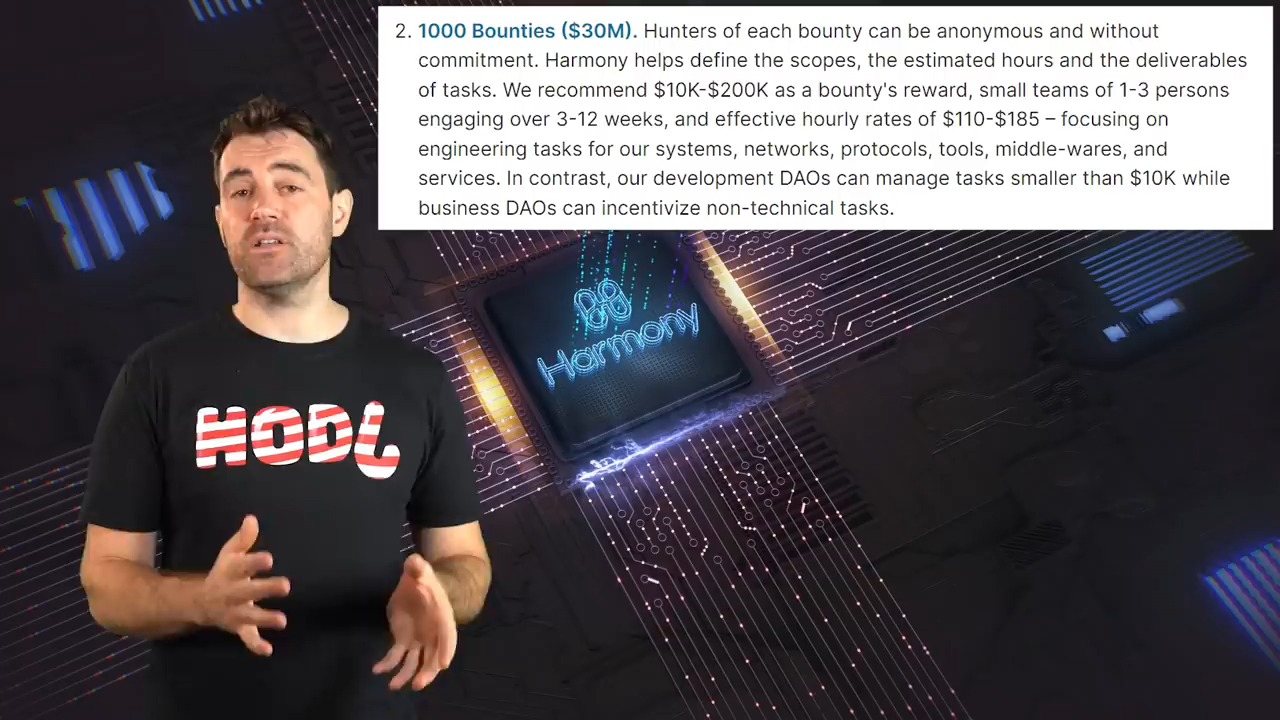 2. 1000 Bounties ($30M). Hunters of each bounty can be anonymous and without
commitment. Harmony helps define the scopes, the estimated hours and the deliverables
of tasks. We recommend $10K-$200K as a bounty's reward, small teams of 1-3 persons
engaging over 3-12 weeks, and effective hourly rates of $110-$185 – focusing on
engineering tasks for our systems, networks, protocols, tools, middle-wares, and
services. In contrast, our development DAOs can manage tasks smaller than $10K while
business DAOs can incentivize non-technical tasks.
Harmony
HODL